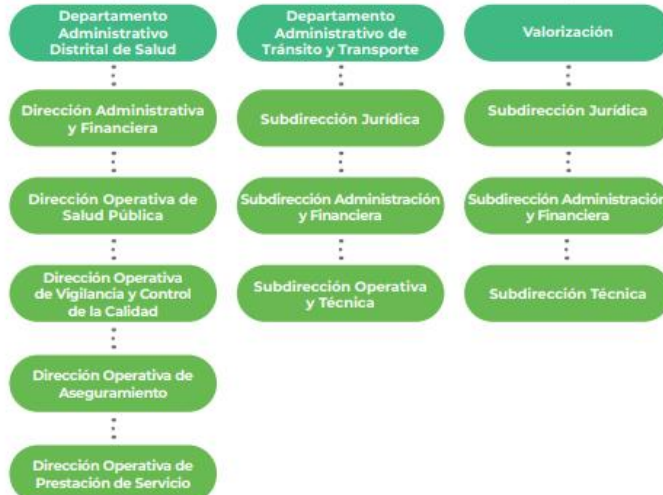 Departamento
Administrativo
Distrital de Salud
Dirección Administrativa
y Financiera
Dirección Operativa de
Salud Pública
Dirección Operativa
de Vigilancia y Control
de la Calidad
Dirección Operativa de
Aseguramiento
Dirección Operativa de
Prestación de Servicio
Departamento
Administrativo de
Tránsito y Transporte
Subdirección Jurídica
Subdirección Administración
y Financiera
Subdirección Operativa
y Técnica
Valorización
Subdirección Jurídica
Subdirección Administración
y Financiera
Subdirección Técnica